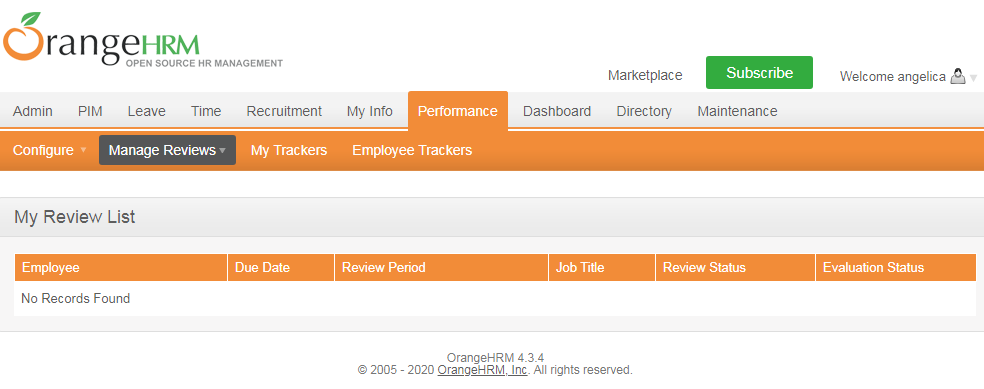 OrangeHRM
OPEN SOURCE HR MANAGEMENT
Marketplace Subscribe Welcome angelica
Admin PIM Leave Time Recruitment My Info Performance Dashboard Directory Maintenance
Configure Manage Reviews My Trackers Employee Trackers
My Review List
Employee Due Date Review Period Job Title Review Status Evaluation Status
No Records Found
OrangeHRM 4.3.4
© 2005 - 2020 OrangeHRM, Inc. All rights reserved.